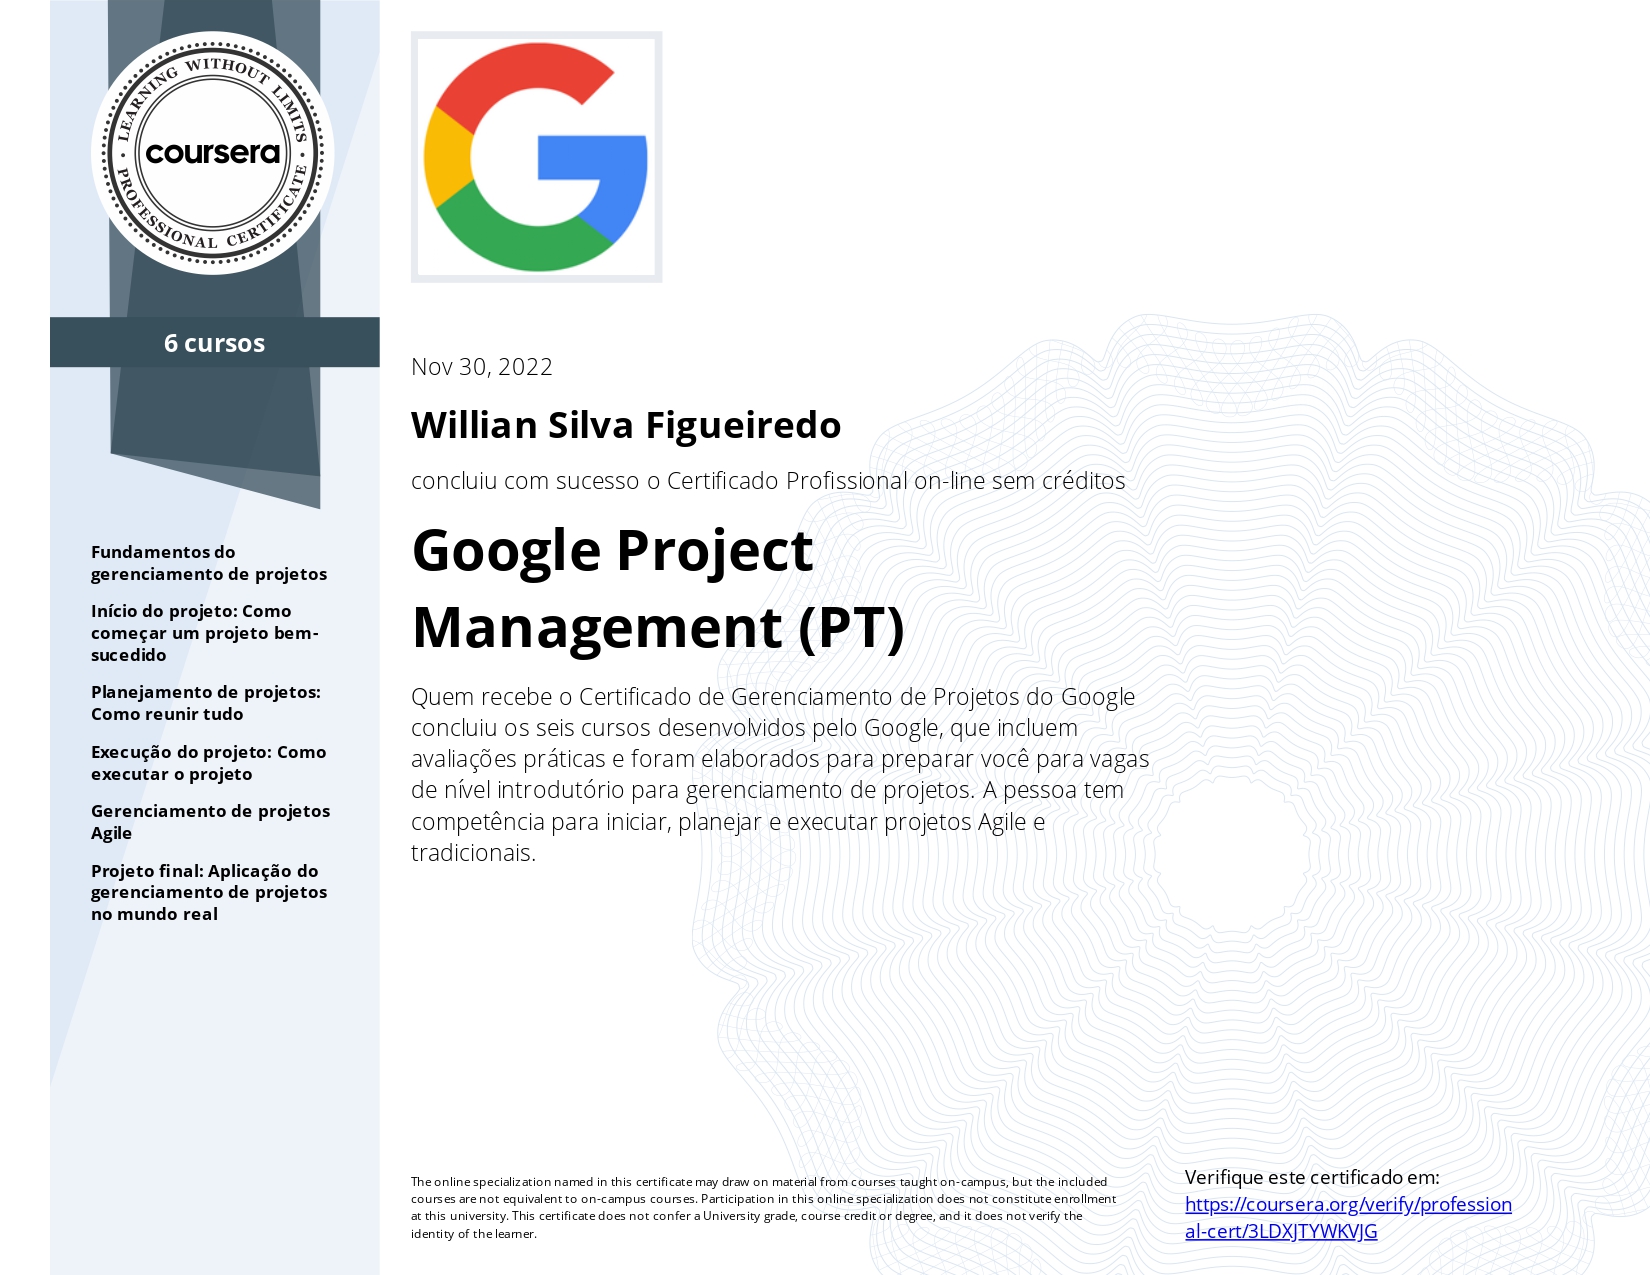 LEARNING WITHOUT LIMITS
coursera
PROFESSIONAL CERTIFICATE
6 cursos
Fundamentos do
gerenciamento de projetos
Início do projeto: Como
começar um projeto bem-
sucedido
Planejamento de projetos:
Como reunir tudo
Execução do projeto: Como
executar o projeto
Gerenciamento de projetos
Agile
Projeto final: Aplicação do
gerenciamento de projetos
no mundo real
Nov 30, 2022
Willian Silva Figueiredo
concluiu com sucesso o Certificado Profissional on-line sem créditos
Google Project
Management (PT)
Quem recebe o Certificado de Gerenciamento de Projetos do Google
concluiu os seis cursos desenvolvidos pelo Google, que incluem
avaliações práticas e foram elaborados para preparar você para vagas
de nível introdutório para gerenciamento de projetos. A pessoa tem
competência para iniciar, planejar e executar projetos Agile e
tradicionais.
The online specialization named in this certificate may draw on material from courses taught on-campus, but the included
courses are not equivalent to on-campus courses. Participation in this online specialization does not constitute enrollment
at this university. This certificate does not confer a University grade, course credit or degree, and it does not verify the
identity of the learner.
Verifique este certificado em:
https://coursera.org/verify/profession
al-cert/3LDXJTYWKVJG